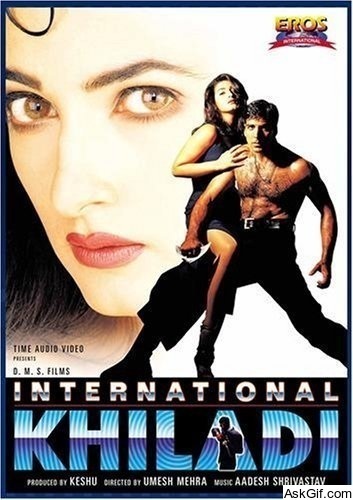 EROS
INTERNATIONAL
TIME AUDIO VIDEO
PRESENTS
D. M. S. FILMS
INTERNATIONAL
KHILADI
PRODUCED BY KESHU DIRECTED BY UMESH MEHRA MUSIC AADESH SHRIVASTAV
AskGif.com